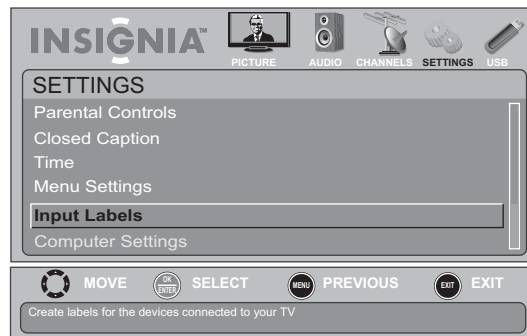 INSIGNIA™
PICTURE AUDIO CHANNELS SETTINGS USB
SETTINGS
Parental Controls
Closed Caption
Time
Menu Settings
Input Labels
Computer Settings
MOVE OK ENTER SELECT MENU PREVIOUS EXIT EXIT
Create labels for the devices connected to your TV